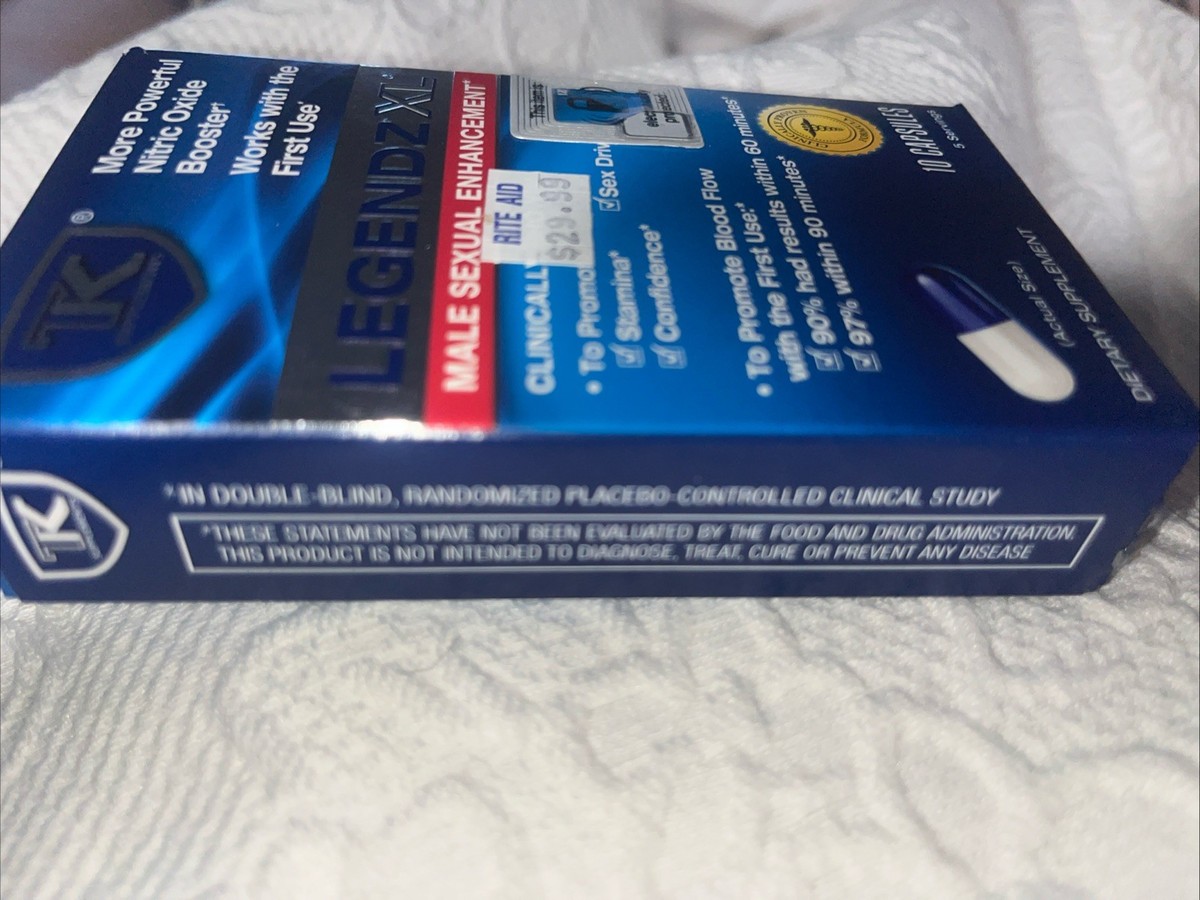 More Powerful
Nitric Oxide
Booster†
Works with the
First Use*
TK
®
LEGENDZ XL®
MALE SEXUAL ENHANCEMENT†
RITE AID
$29.99
CLINICALLY
• To Promo
Sex Driv
Stamina*
Confidence*
• To Promote Blood Flow
with the First Use:*
90% had results within 60 minutes*
97% within 90 minutes*
10 CAPSULES
5 Servings
(Actual Size)
DIETARY SUPPLEMENT
TK
*IN DOUBLE-BLIND, RANDOMIZED PLACEBO-CONTROLLED CLINICAL STUDY
*THESE STATEMENTS HAVE NOT BEEN EVALUATED BY THE FOOD AND DRUG ADMINISTRATION.
THIS PRODUCT IS NOT INTENDED TO DIAGNOSE, TREAT, CURE OR PREVENT ANY DISEASE